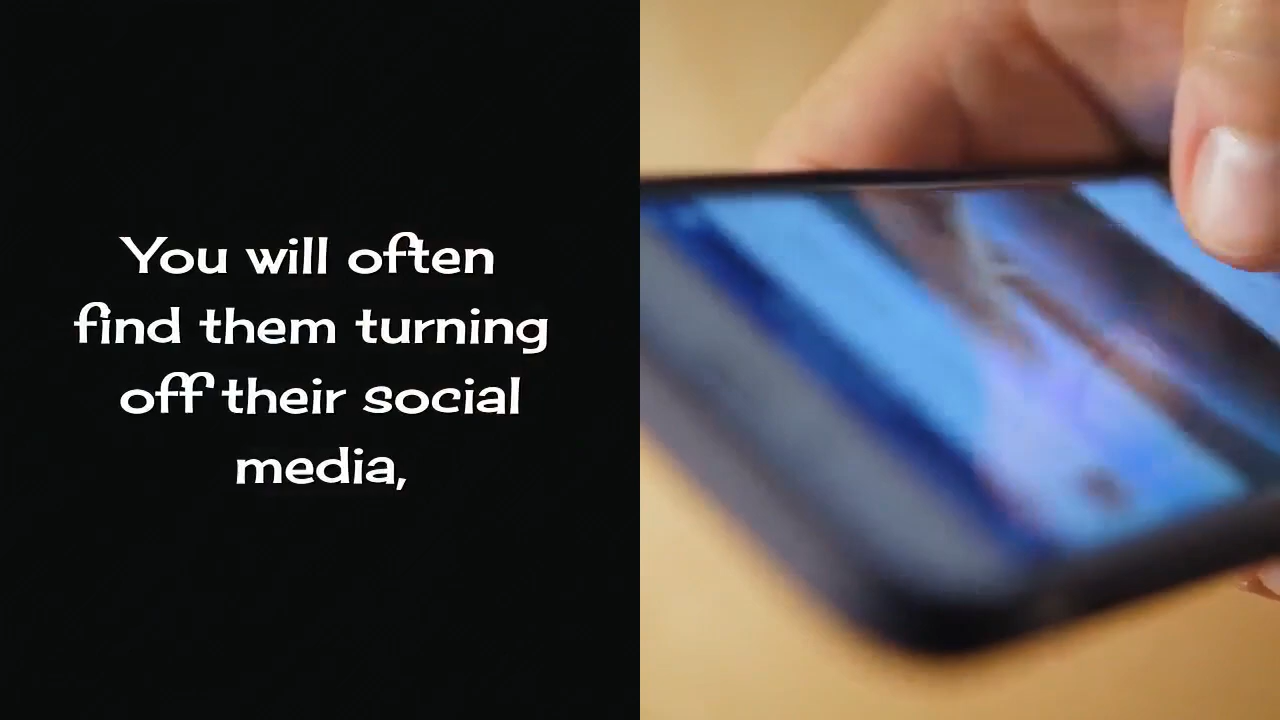 You will often
find them turning
off their social
media,